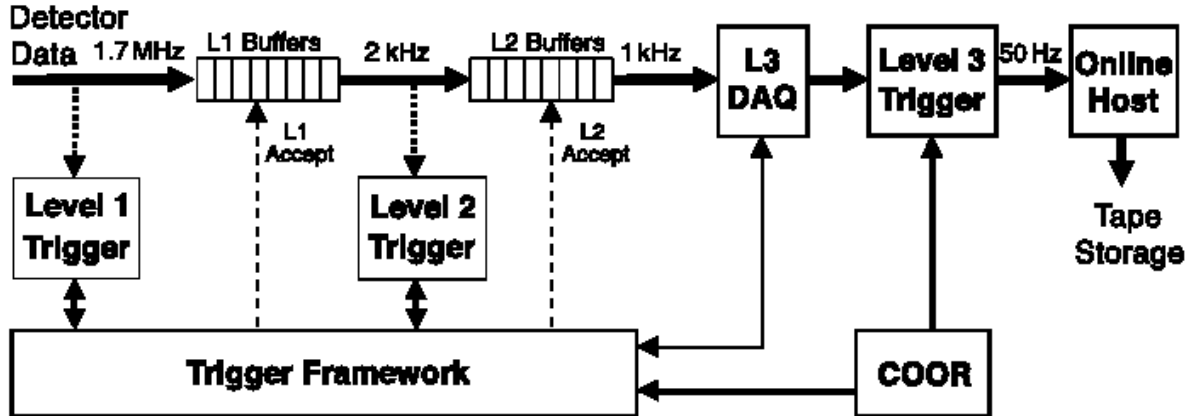 Detector
Data
1.7 MHz
L1 Buffers
2 kHz
L2 Buffers
1 kHz
L3
DAQ
Level 3
Trigger
50 Hz
Online
Host
L1
Accept
L2
Accept
Level 1
Trigger
Level 2
Trigger
Tape
Storage
Trigger Framework
COOR